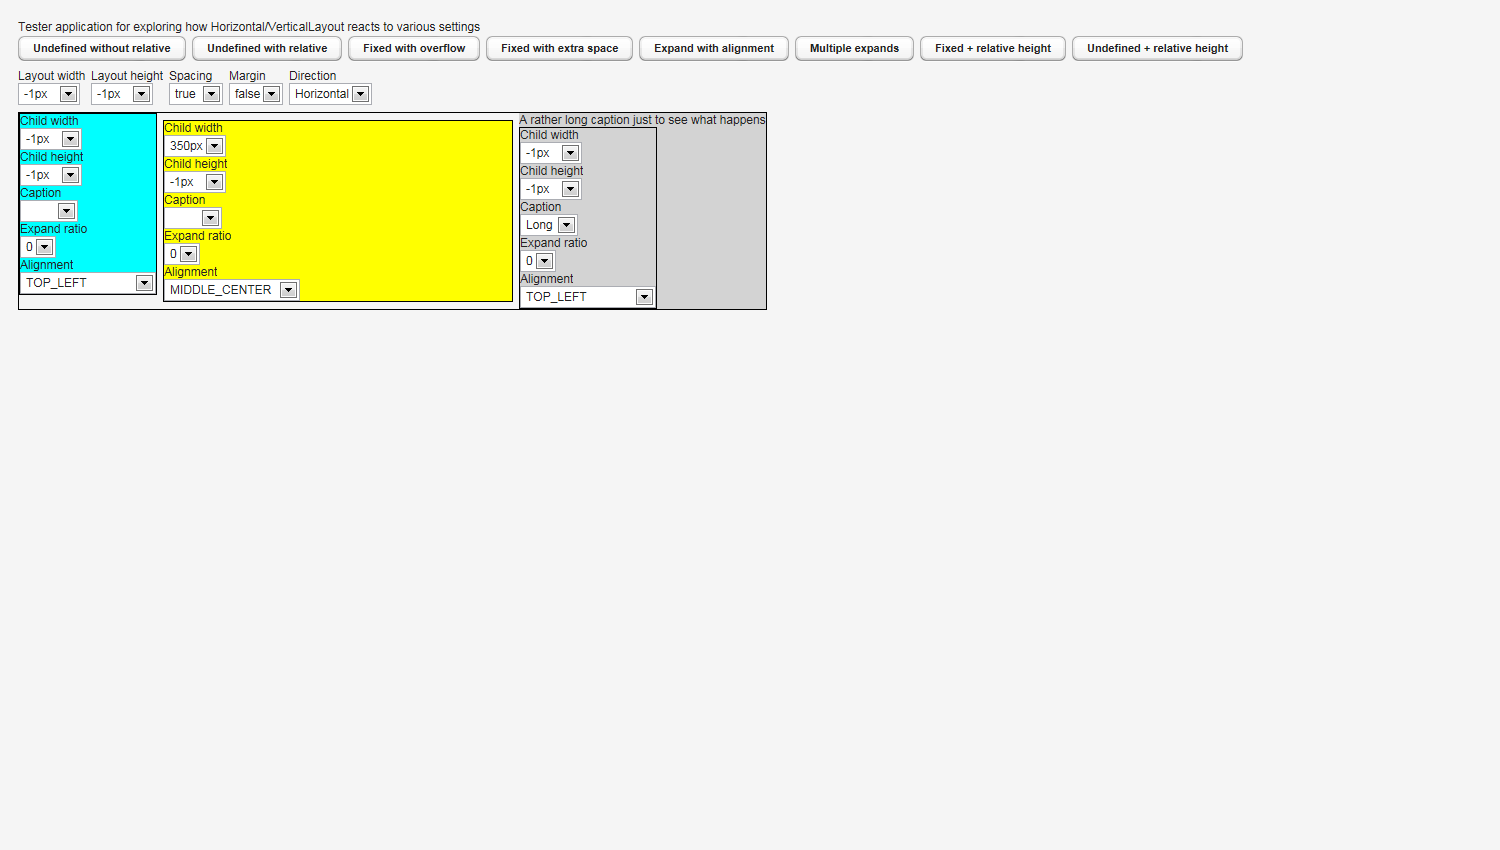 Tester application for exploring how Horizontal/VerticalLayout reacts to various settings
Undefined without relative Undefined with relative Fixed with overflow Fixed with extra space Expand with alignment Multiple expands Fixed + relative height Undefined + relative height
Layout width Layout height Spacing Margin Direction
-1px -1px true false Horizontal
Child width
-1px
Child height
-1px
Caption
Expand ratio
0
Alignment
TOP_LEFT
Child width
350px
Child height
-1px
Caption
Expand ratio
0
Alignment
MIDDLE_CENTER
A rather long caption just to see what happens
Child width
-1px
Child height
-1px
Caption
Long
Expand ratio
0
Alignment
TOP_LEFT